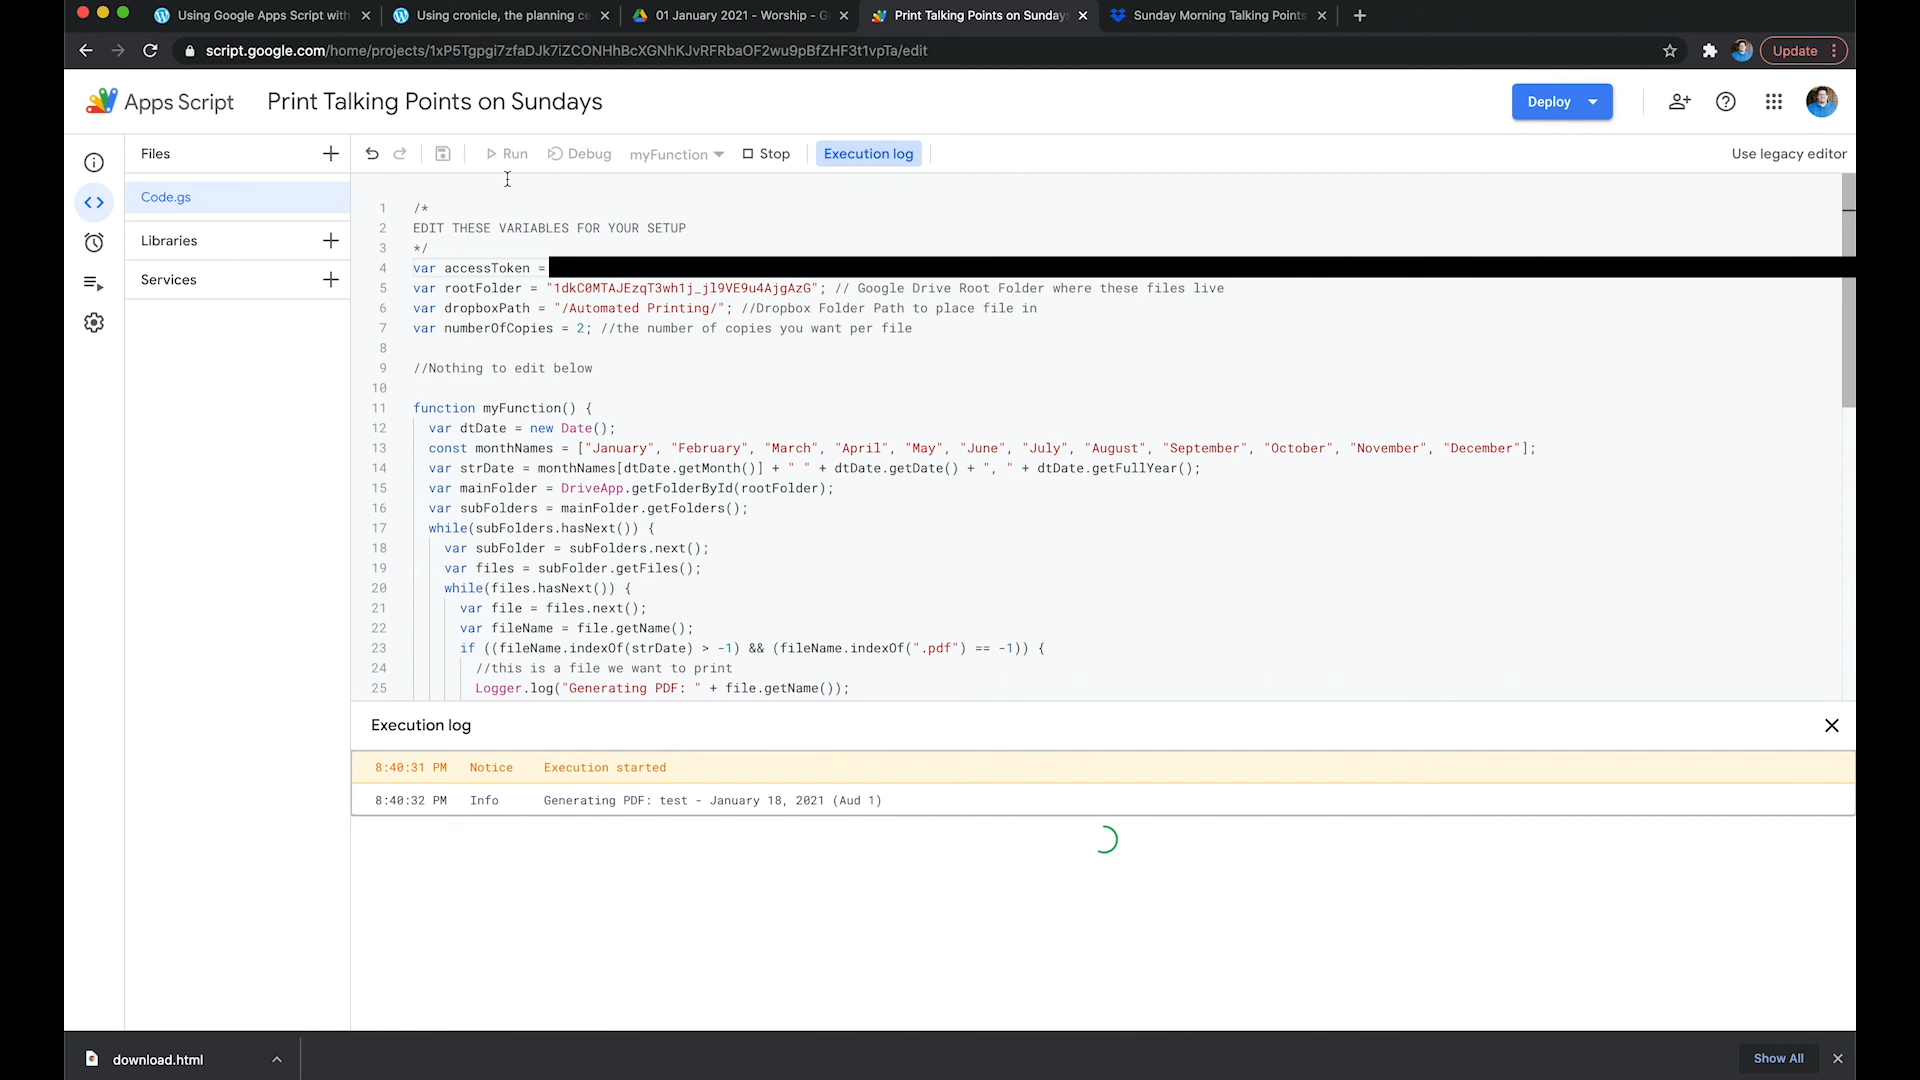 Using Google Apps Script with
Using cronicle, the planning ce
01 January 2021 - Worship - G
Print Talking Points on Sundays
Sunday Morning Talking Points
script.google.com/home/projects/1xP5Tgpgi7zfaDJk7iZCONHhBcXGNhKJvRFRbaOF2wu9pBfZHF3t1vpTa/edit
Update
Apps Script
Print Talking Points on Sundays
Deploy
Files
Run
Debug
myFunction
Stop
Execution log
Use legacy editor
Code.gs
Libraries
Services
1 /*
2 EDIT THESE VARIABLES FOR YOUR SETUP
3 */
4 var accessToken =
5 var rootFolder = "1dkC0MTAJEzqT3wh1j_jl9VE9u4AjgAzG"; // Google Drive Root Folder where these files live
6 var dropboxPath = "/Automated Printing/"; //Dropbox Folder Path to place file in
7 var numberOfCopies = 2; //the number of copies you want per file
8
9 //Nothing to edit below
10
11 function myFunction() {
12 var dtDate = new Date();
13 const monthNames = ["January", "February", "March", "April", "May", "June", "July", "August", "September", "October", "November", "December"];
14 var strDate = monthNames[dtDate.getMonth()] + " " + dtDate.getDate() + ", " + dtDate.getFullYear();
15 var mainFolder = DriveApp.getFolderById(rootFolder);
16 var subFolders = mainFolder.getFolders();
17 while(subFolders.hasNext()) {
18 var subFolder = subFolders.next();
19 var files = subFolder.getFiles();
20 while(files.hasNext()) {
21 var file = files.next();
22 var fileName = file.getName();
23 if ((fileName.indexOf(strDate) > -1) && (fileName.indexOf(".pdf") == -1)) {
24 //this is a file we want to print
25 Logger.log("Generating PDF: " + file.getName());
Execution log
8:40:31 PM Notice Execution started
8:40:32 PM Info Generating PDF: test - January 18, 2021 (Aud 1)
download.html
Show All